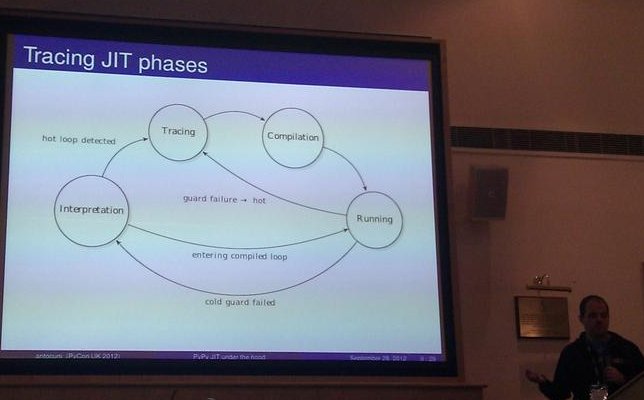 Tracing JIT phases
Tracing
Compilation
hot loop detected
guard failure → hot
Interpretation
Running
entering compiled loop
cold guard failed
antocuni (PyCon UK 2012)
PyPy JIT under the hood
September 28, 2012